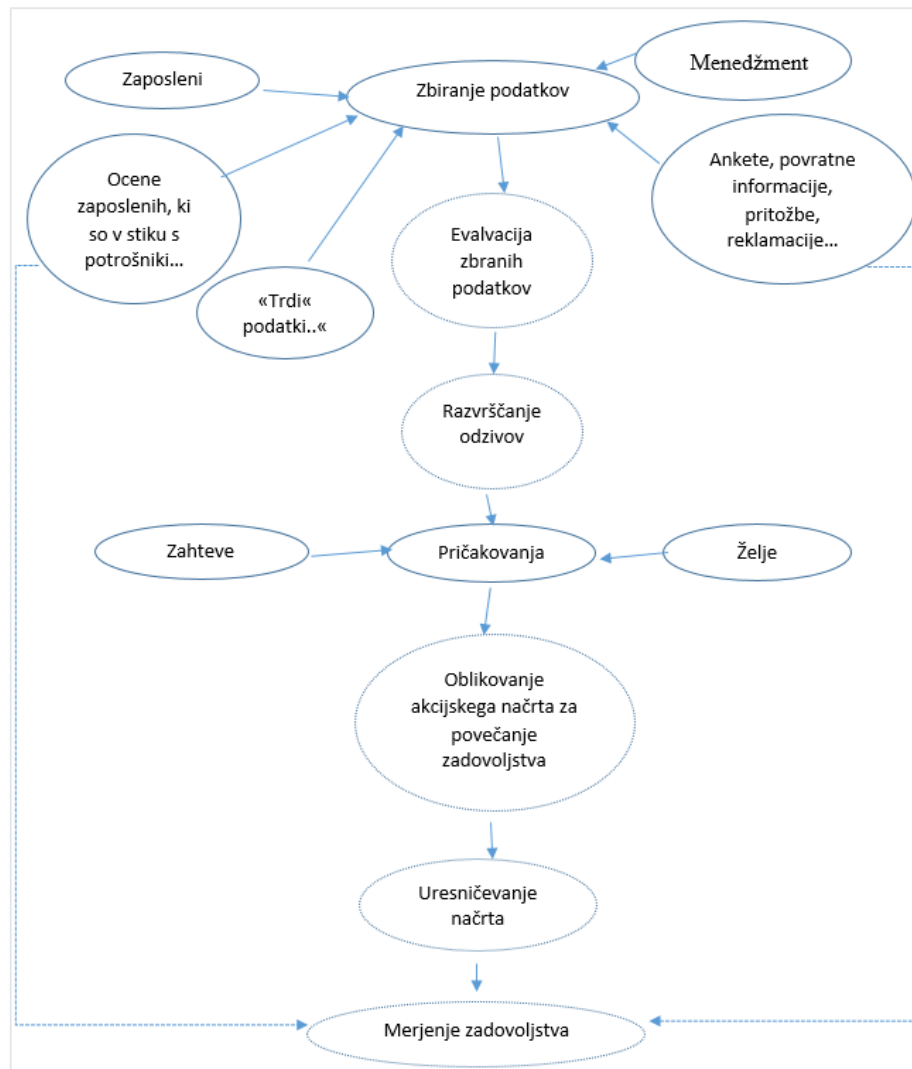 Menedžment
Zaposleni
Zbiranje podatkov
Ocene
zaposlenih, ki
so v stiku s
potrošniki...
Ankete, povratne
informacije,
pritožbe,
reklamacije...
«Trdi«
podatki..«
Evalvacija
zbranih
podatkov
Razvrščanje
odzivov
Zahteve
Pričakovanja
Želje
Oblikovanje
akcijskega načrta za
povečanje
zadovoljstva
Uresničevanje
načrta
Merjenje zadovoljstva